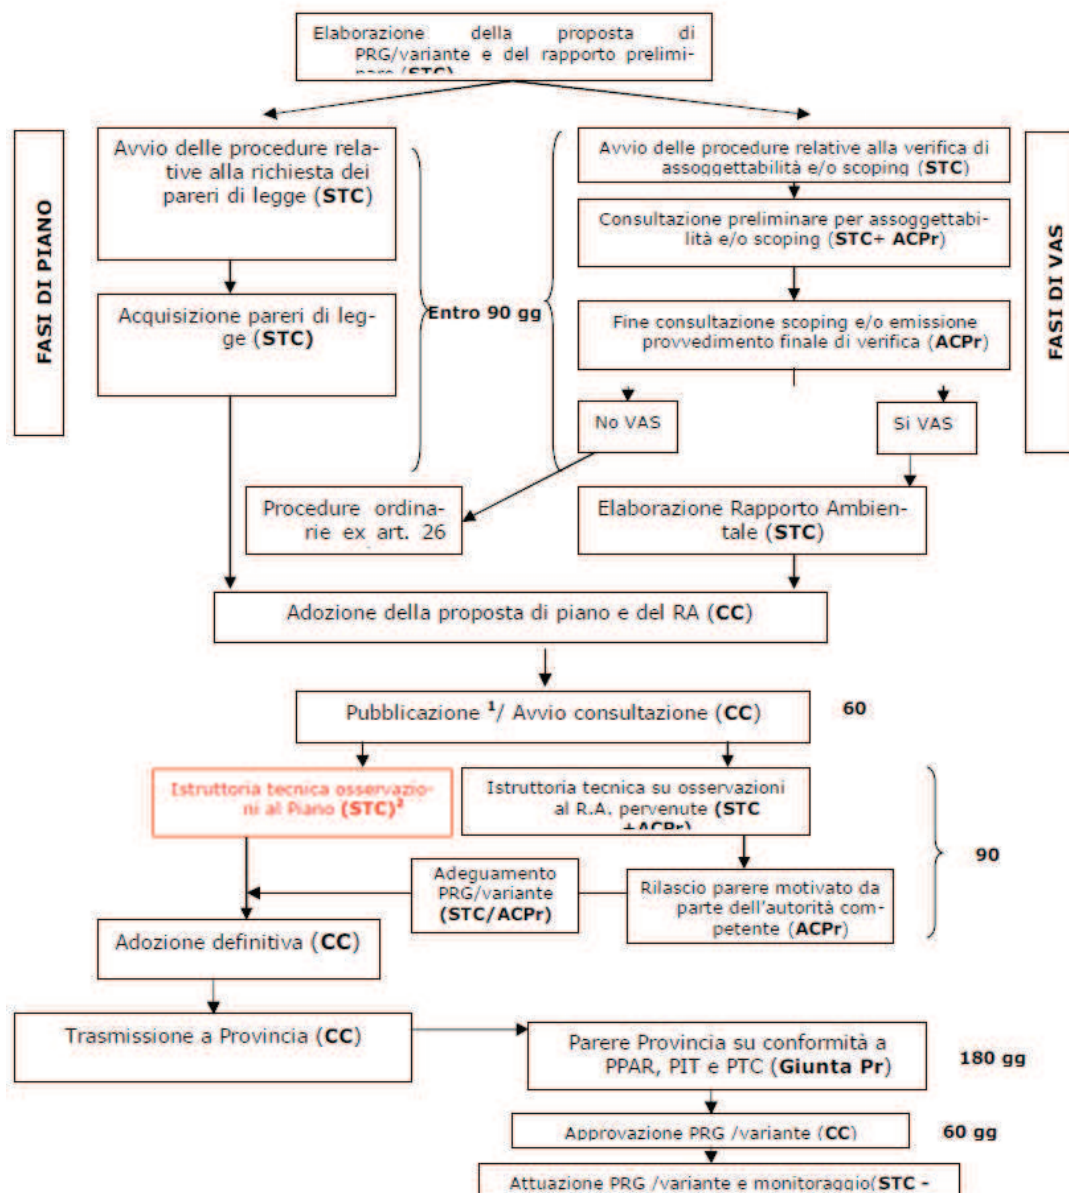 Elaborazione della proposta di
PRG/variante e del rapporto prelimi-
nare (STC)
FASI DI PIANO
Avvio delle procedure rela-
tive alla richiesta dei
pareri di legge (STC)
Acquisizione pareri di leg-
ge (STC)
Entro 90 gg
Avvio delle procedure relative alla verifica di
assoggettabilità e/o scoping (STC)
Consultazione preliminare per assoggettabi-
lità e/o scoping (STC+ ACPr)
Fine consultazione scoping e/o emissione
provvedimento finale di verifica (ACPr)
FASI DI VAS
No VAS
Si VAS
Procedure ordina-
rie ex art. 26
Elaborazione Rapporto Ambien-
tale (STC)
Adozione della proposta di piano e del RA (CC)
Pubblicazione ¹/ Avvio consultazione (CC)
60
Istruttoria tecnica osservazio-
ni al Piano (STC)²
Istruttoria tecnica su osservazioni
al R.A. pervenute (STC
+ACPr)
90
Adeguamento
PRG/variante
(STC/ACPr)
Rilascio parere motivato da
parte dell'autorità com-
petente (ACPr)
Adozione definitiva (CC)
Trasmissione a Provincia (CC)
Parere Provincia su conformità a
PPAR, PIT e PTC (Giunta Pr)
180 gg
Approvazione PRG /variante (CC)
60 gg
Attuazione PRG /variante e monitoraggio(STC -